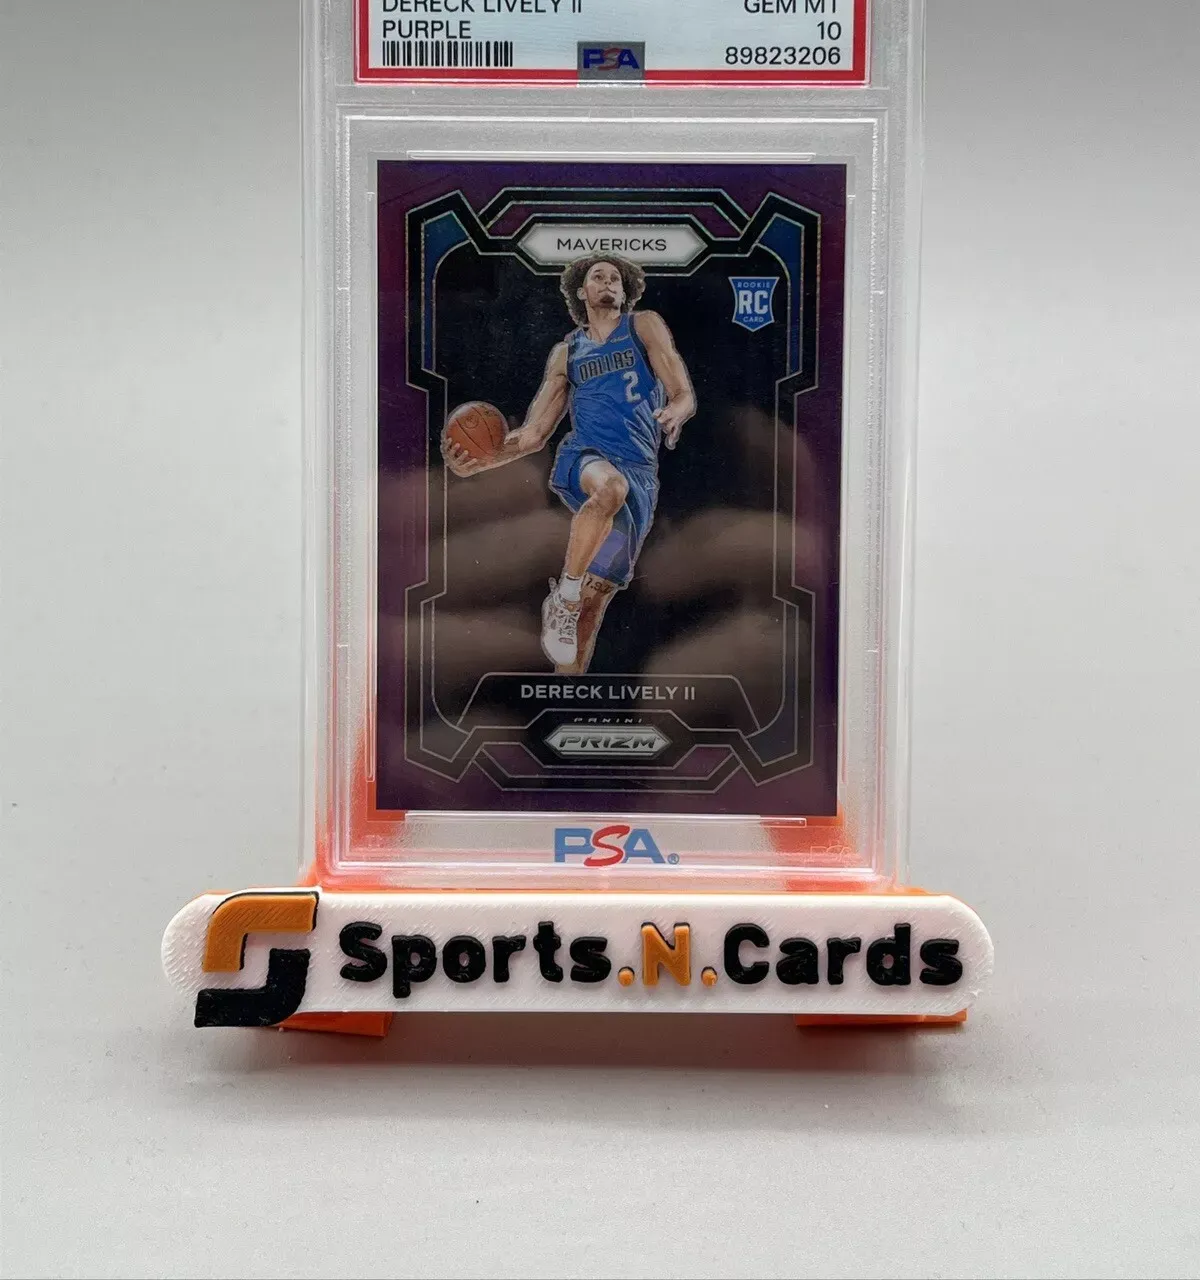 DERECK LIVELY II GEM MT
PURPLE 10
PSA 89823206
MAVERICKS
ROOKIE
RC
CARD
DALLAS
2
DERECK LIVELY II
PANINI
PRIZM
PSA
Sports.N.Cards